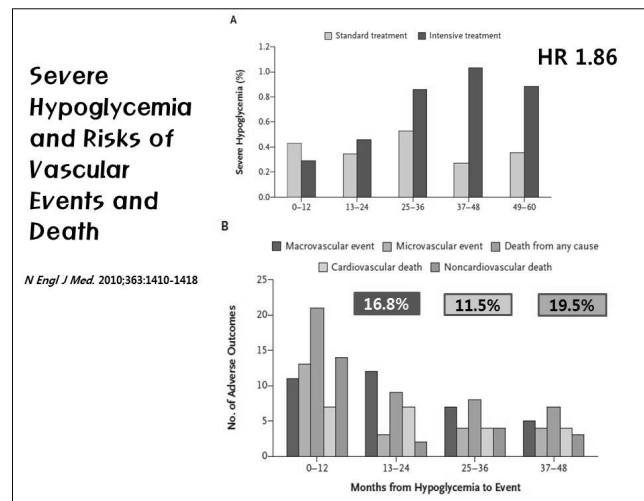 Severe
Hypoglycemia
and Risks of
Vascular
Events and
Death
N Engl J Med. 2010;363:1410-1418
A
Standard treatment Intensive treatment
HR 1.86
Severe Hypoglycemia (%)
1.2
1.0
0.8
0.6
0.4
0.2
0.0
0–12 13–24 25–36 37–48 49–60
B
Macrovascular event Microvascular event Death from any cause
Cardiovascular death Noncardiovascular death
16.8% 11.5% 19.5%
No. of Adverse Outcomes
25
20
15
10
5
0
0–12 13–24 25–36 37–48
Months from Hypoglycemia to Event